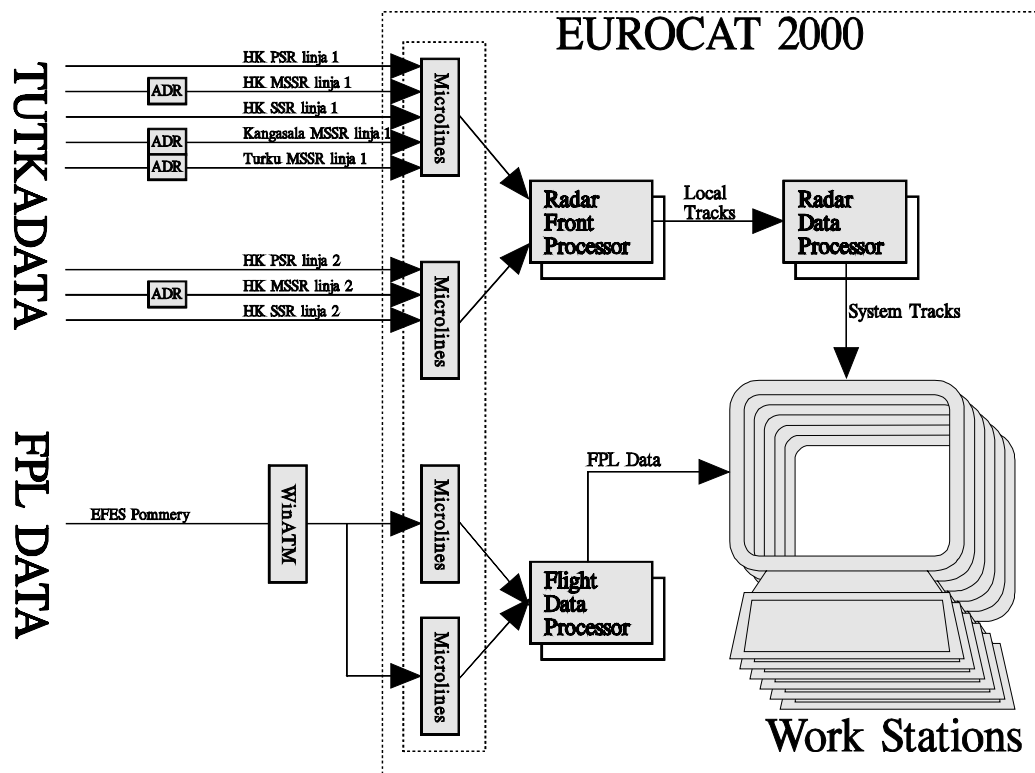 EUROCAT 2000
TUTKADATA
HK PSR linja 1
ADR
HK MSSR linja 1
HK SSR linja 1
ADR
Kangasala MSSR linja 1
ADR
Turku MSSR linja 1
Microlines
Radar
Front
Processor
Local
Tracks
Radar
Data
Processor
HK PSR linja 2
ADR
HK MSSR linja 2
HK SSR linja 2
Microlines
System Tracks
FPL DATA
EFES Pommery
WinATM
Microlines
Microlines
FPL Data
Flight
Data
Processor
Work Stations